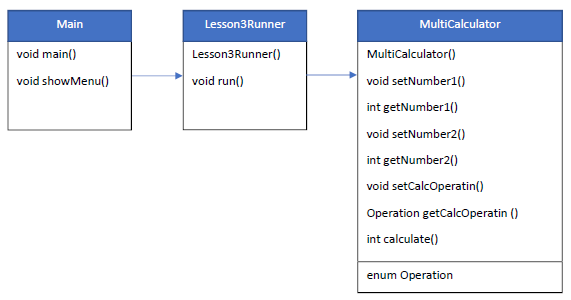 Main
void main()
void showMenu()
Lesson3Runner
Lesson3Runner()
void run()
MultiCalculator
MultiCalculator()
void setNumber1()
int getNumber1()
void setNumber2()
int getNumber2()
void setCalcOperatin()
Operation getCalcOperatin ()
int calculate()
enum Operation